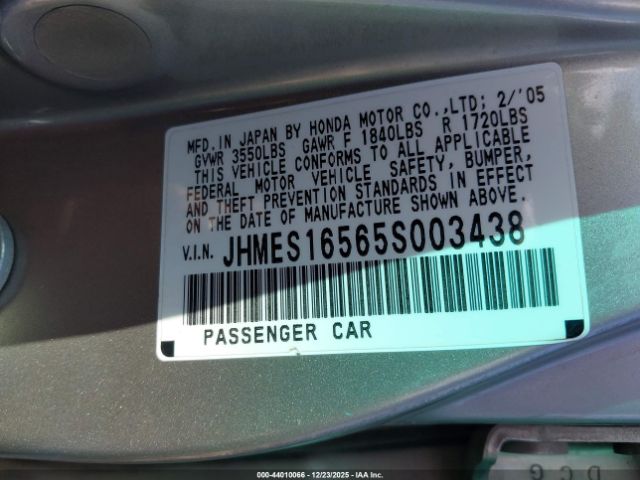 MFD.IN JAPAN BY HONDA MOTOR CO.,LTD; 2/'05
GVWR 3550LBS GAWR F 1840LBS R 1720LBS
THIS VEHICLE CONFORMS TO ALL APPLICABLE
FEDERAL MOTOR VEHICLE SAFETY, BUMPER,
AND THEFT PREVENTION STANDARDS IN EFFECT
ON THE DATE OF MANUFACTURE SHOWN ABOVE.
V.I.N. JHMES16565S003438
PASSENGER CAR
D C G
000-44010066 - 12/23/2025 - Copyright IAA, Inc.